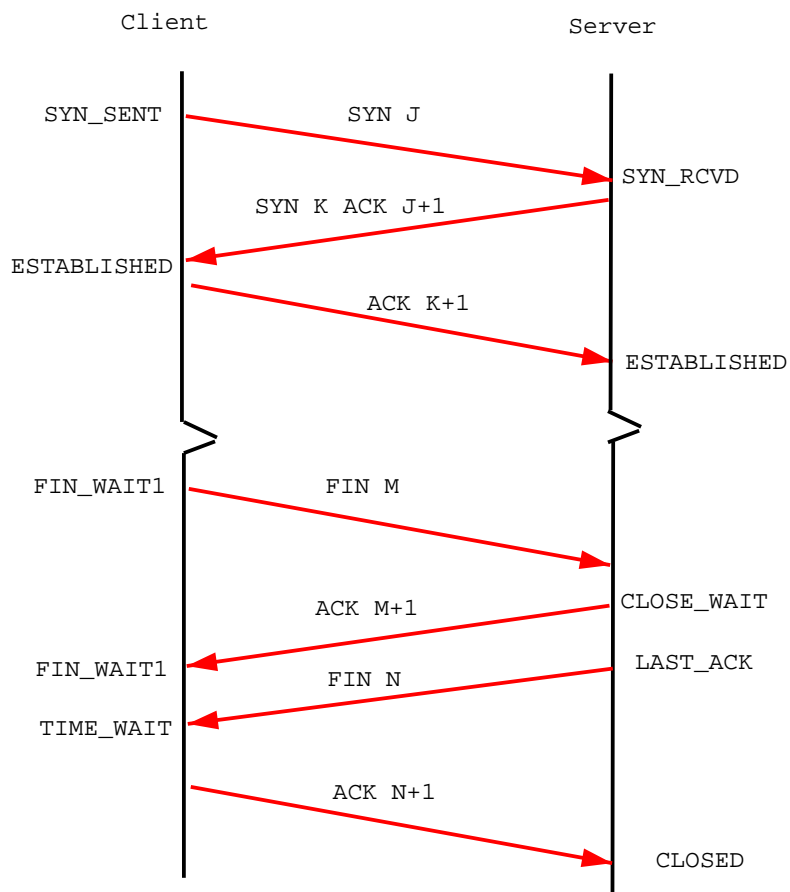 Client
Server
SYN_SENT
SYN J
SYN_RCVD
SYN K ACK J+1
ESTABLISHED
ACK K+1
ESTABLISHED
FIN_WAIT1
FIN M
CLOSE_WAIT
ACK M+1
FIN_WAIT1
LAST_ACK
FIN N
TIME_WAIT
ACK N+1
CLOSED